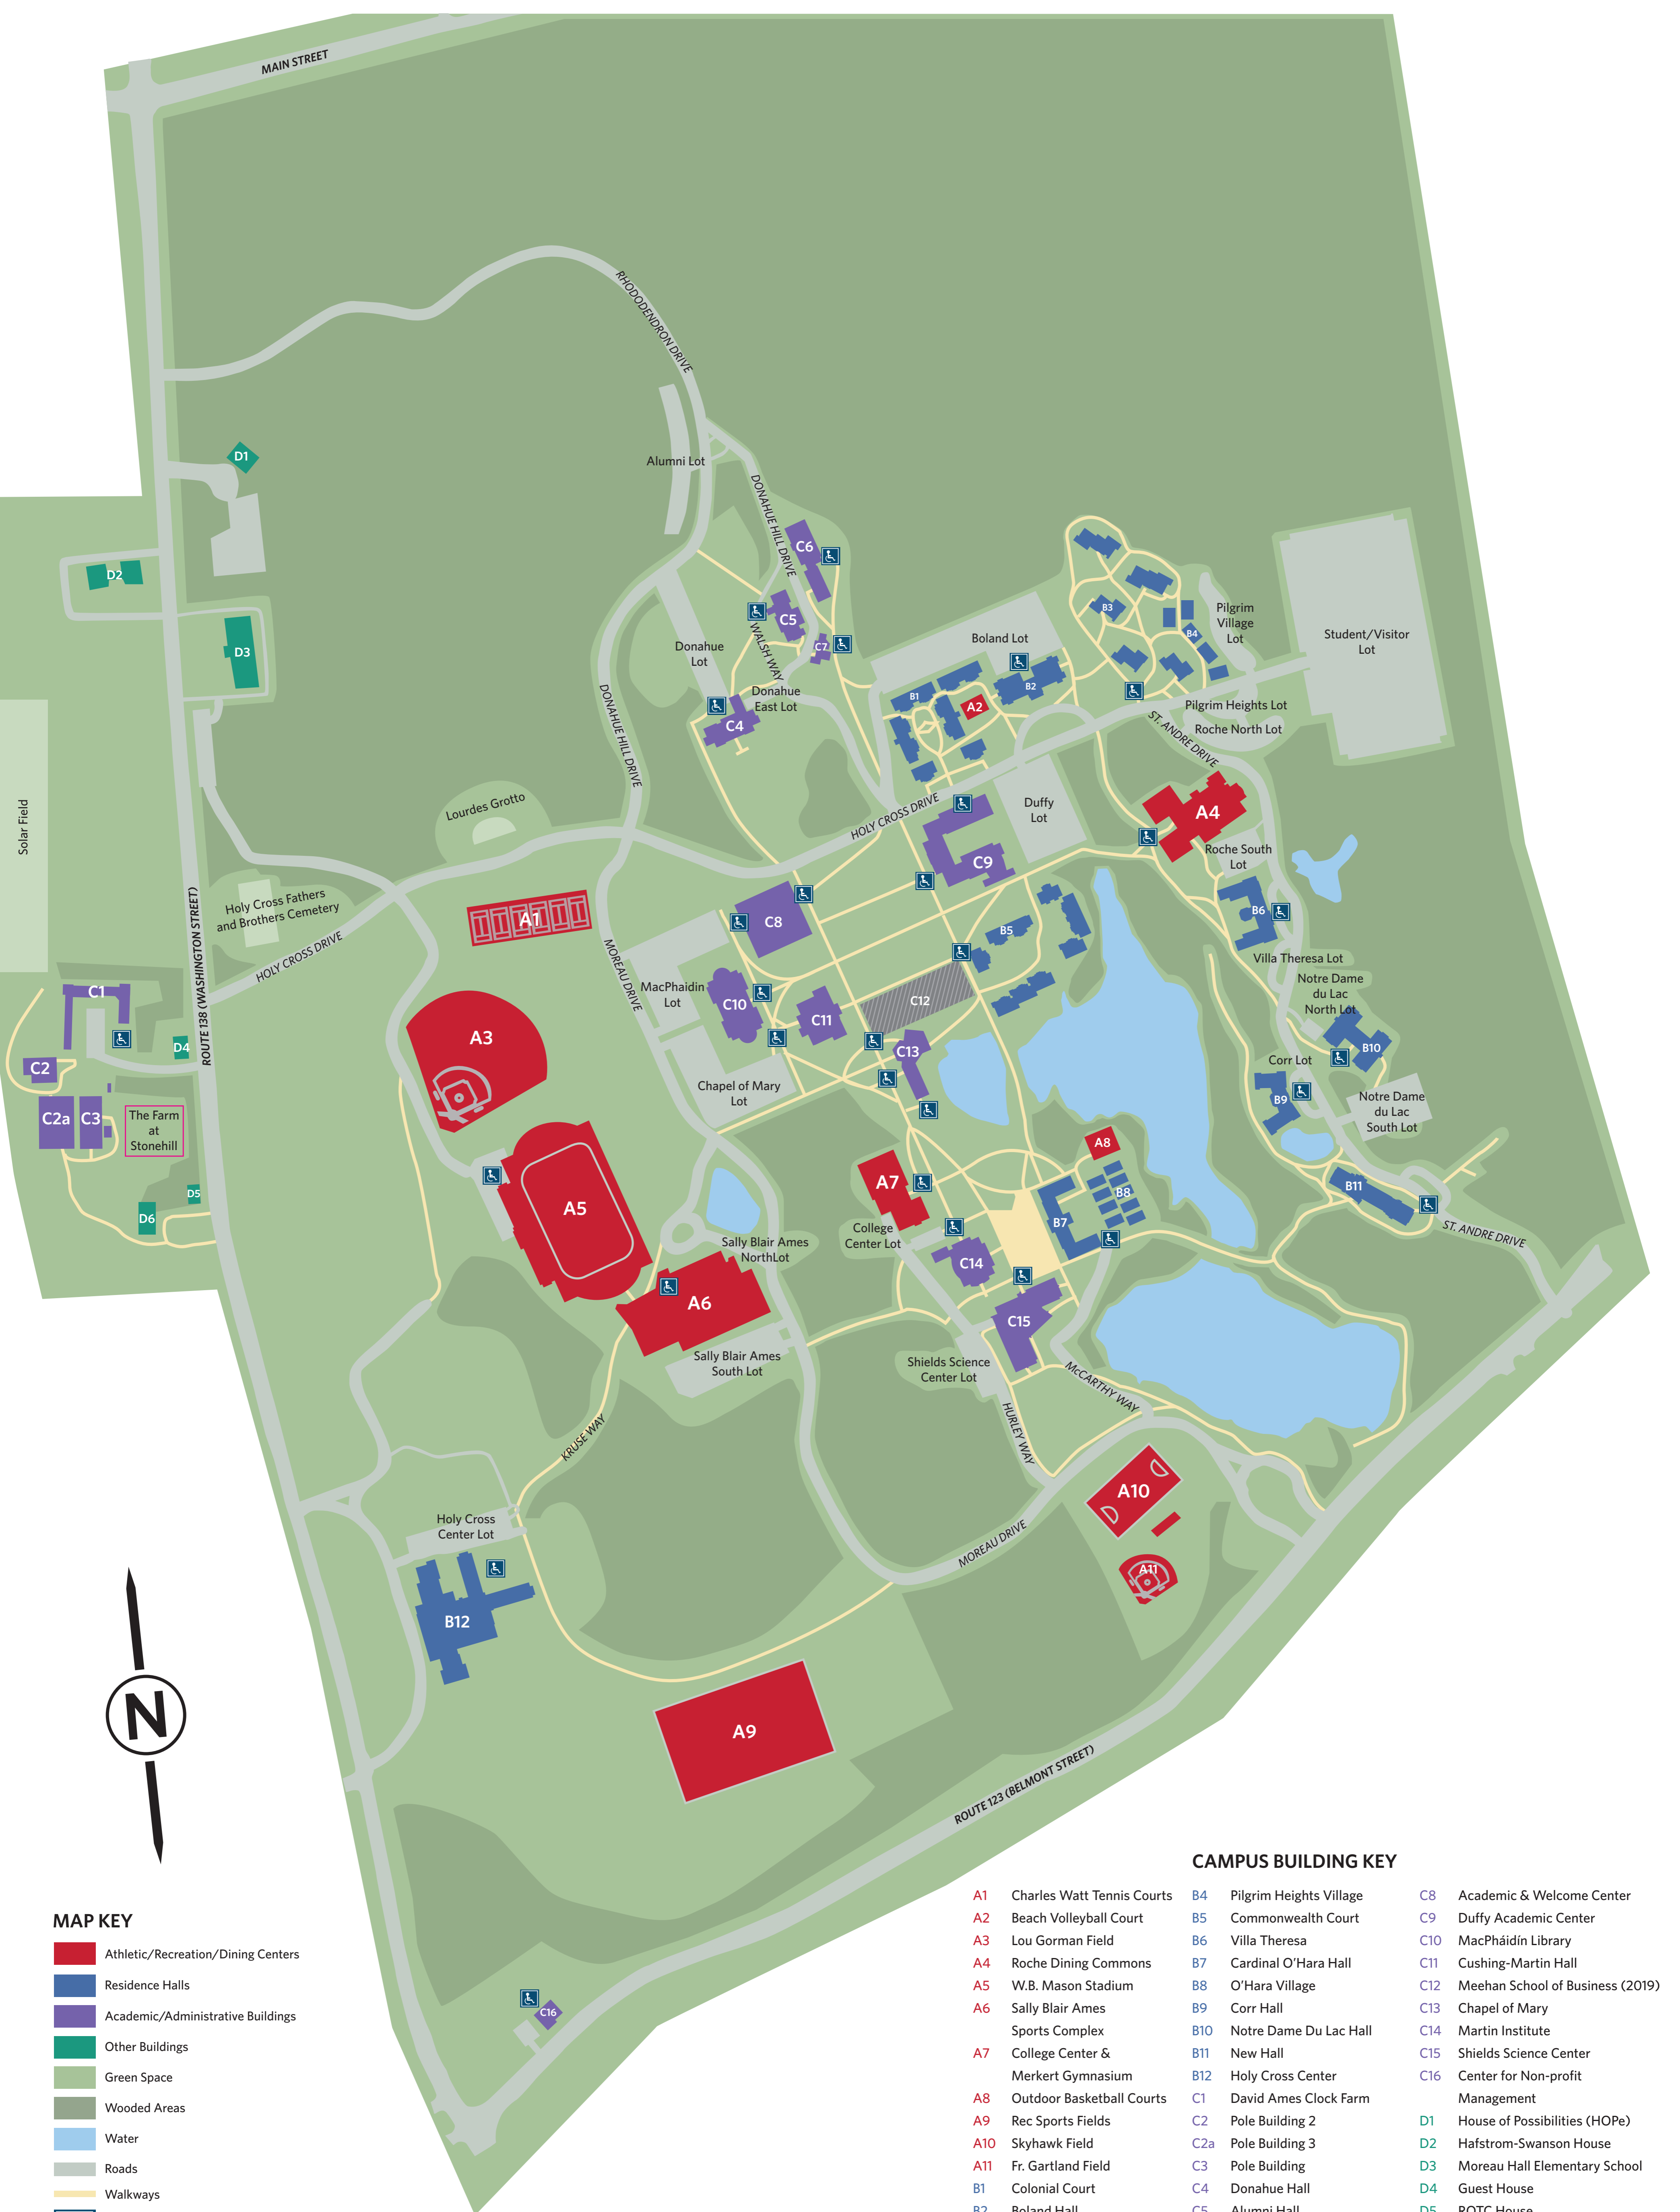 MAIN STREET
RHODODENDRON DRIVE
Alumni Lot
DONAHUE HILL DRIVE
D1
C6
D2
C5
B3
Pilgrim
Village
Lot
B4
Student/Visitor
Lot
D3
WALSH WAY
C7
Donahue
Lot
Boland Lot
B2
B1
A2
Donahue
East Lot
C4
DONAHUE HILL DRIVE
Pilgrim Heights Lot
Roche North Lot
ST. ANDRE DRIVE
Solar Field
Lourdes Grotto
HOLY CROSS DRIVE
Duffy
Lot
A4
Roche South
Lot
C9
Holy Cross Fathers
and Brothers Cemetery
A1
C8
B6
B5
HOLY CROSS DRIVE
ROUTE 138 (WASHINGTON STREET)
MOREAU DRIVE
Villa Theresa Lot
Notre Dame
du Lac
North Lot
C1
MacPhaidin
Lot
C10
C11
C12
A3
D4
C13
B10
C2
Corr Lot
Chapel of Mary
Lot
B9
Notre Dame
du Lac
South Lot
C2a
C3
The Farm
at
Stonehill
A8
A7
D5
B8
B11
A5
D6
B7
College
Center Lot
ST. ANDRE DRIVE
Sally Blair Ames
NorthLot
C14
A6
C15
Sally Blair Ames
South Lot
Shields Science
Center Lot
McCARTHY WAY
HURLEY WAY
KRUSE WAY
A10
Holy Cross
Center Lot
MOREAU DRIVE
A11
B12
N
A9
ROUTE 123 (BELMONT STREET)
C16
MAP KEY
Athletic/Recreation/Dining Centers
Residence Halls
Academic/Administrative Buildings
Other Buildings
Green Space
Wooded Areas
Water
Roads
Walkways
CAMPUS BUILDING KEY
A1 Charles Watt Tennis Courts
A2 Beach Volleyball Court
A3 Lou Gorman Field
A4 Roche Dining Commons
A5 W.B. Mason Stadium
A6 Sally Blair Ames
Sports Complex
A7 College Center &
Merkert Gymnasium
A8 Outdoor Basketball Courts
A9 Rec Sports Fields
A10 Skyhawk Field
A11 Fr. Gartland Field
B1 Colonial Court
B2 Boland Hall
B4 Pilgrim Heights Village
B5 Commonwealth Court
B6 Villa Theresa
B7 Cardinal O'Hara Hall
B8 O'Hara Village
B9 Corr Hall
B10 Notre Dame Du Lac Hall
B11 New Hall
B12 Holy Cross Center
C1 David Ames Clock Farm
C2 Pole Building 2
C2a Pole Building 3
C3 Pole Building
C4 Donahue Hall
C5 Alumni Hall
C8 Academic & Welcome Center
C9 Duffy Academic Center
C10 MacPháidín Library
C11 Cushing-Martin Hall
C12 Meehan School of Business (2019)
C13 Chapel of Mary
C14 Martin Institute
C15 Shields Science Center
C16 Center for Non-profit
Management
D1 House of Possibilities (HOPe)
D2 Hafstrom-Swanson House
D3 Moreau Hall Elementary School
D4 Guest House
D5 ROTC House